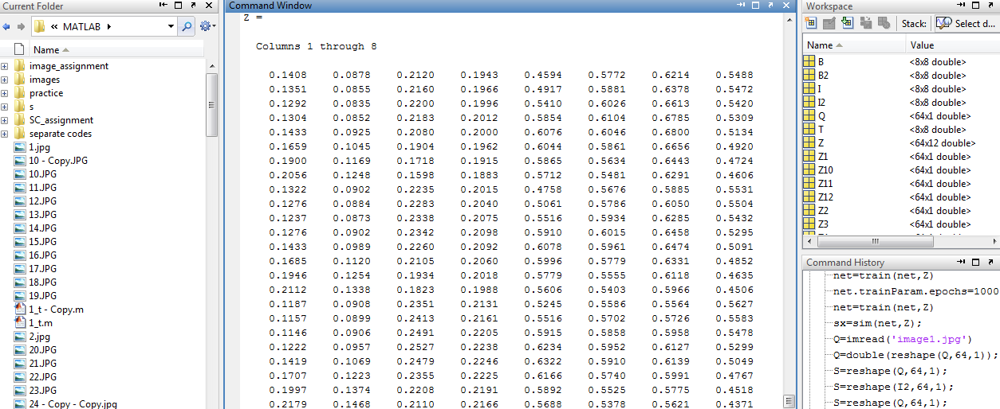 Current Folder
« MATLAB
Name
image_assignment
images
practice
s
SC_assignment
separate codes
1.jpg
10 - Copy.JPG
10.JPG
11.JPG
12.JPG
13.JPG
14.JPG
15.JPG
16.JPG
17.JPG
18.JPG
19.JPG
1_t - Copy.m
1_t.m
2.jpg
20.JPG
21.JPG
22.JPG
23.JPG
24 - Copy - Copy.jpg
Command Window
Z =
Columns 1 through 8
0.1408 0.0878 0.2120 0.1943 0.4594 0.5772 0.6214 0.5488
0.1351 0.0855 0.2160 0.1966 0.4917 0.5881 0.6378 0.5472
0.1292 0.0835 0.2200 0.1996 0.5410 0.6026 0.6613 0.5420
0.1304 0.0852 0.2183 0.2012 0.5854 0.6104 0.6785 0.5309
0.1433 0.0925 0.2080 0.2000 0.6076 0.6046 0.6800 0.5134
0.1659 0.1045 0.1904 0.1962 0.6044 0.5861 0.6656 0.4920
0.1900 0.1169 0.1718 0.1915 0.5865 0.5634 0.6443 0.4724
0.2056 0.1248 0.1598 0.1883 0.5712 0.5481 0.6291 0.4606
0.1322 0.0902 0.2235 0.2015 0.4758 0.5676 0.5885 0.5531
0.1276 0.0884 0.2283 0.2040 0.5061 0.5786 0.6050 0.5504
0.1237 0.0873 0.2338 0.2075 0.5516 0.5934 0.6285 0.5432
0.1276 0.0902 0.2342 0.2098 0.5910 0.6015 0.6458 0.5295
0.1433 0.0989 0.2260 0.2092 0.6078 0.5961 0.6474 0.5091
0.1685 0.1120 0.2105 0.2060 0.5996 0.5779 0.6331 0.4852
0.1946 0.1254 0.1934 0.2018 0.5779 0.5555 0.6118 0.4635
0.2112 0.1338 0.1823 0.1988 0.5606 0.5403 0.5966 0.4506
0.1187 0.0908 0.2351 0.2131 0.5245 0.5586 0.5564 0.5627
0.1157 0.0899 0.2413 0.2161 0.5516 0.5702 0.5726 0.5583
0.1146 0.0906 0.2491 0.2205 0.5915 0.5858 0.5958 0.5478
0.1222 0.0957 0.2527 0.2238 0.6234 0.5952 0.6127 0.5299
0.1419 0.1069 0.2479 0.2246 0.6322 0.5910 0.6139 0.5049
0.1707 0.1223 0.2355 0.2225 0.6166 0.5740 0.5991 0.4767
0.1997 0.1374 0.2208 0.2191 0.5892 0.5525 0.5775 0.4518
0.2179 0.1468 0.2110 0.2166 0.5688 0.5378 0.5621 0.4371
Workspace
Stack: Select d...
Name Value
B <8x8 double>
B2 <8x8 double>
I <8x8 double>
I2 <8x8 double>
Q <64x1 double>
T <8x8 double>
Z <64x12 double>
Z1 <64x1 double>
Z10 <64x1 double>
Z11 <64x1 double>
Z12 <64x1 double>
Z2 <64x1 double>
Z3 <64x1 double>
Command History
net=train(net,Z)
net.trainParam.epochs=1000
net=train(net,Z)
sx=sim(net,Z);
Q=imread('image1.jpg')
Q=double(reshape(Q,64,1));
S=reshape(Q,64,1);
S=reshape(I2,64,1);
S=reshape(Q,64,1);